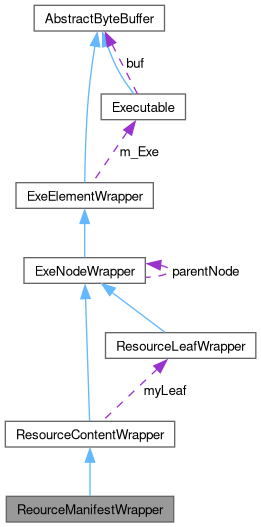 AbstractByteBuffer
buf
Executable
m_Exe
ExeElementWrapper
ExeNodeWrapper
parentNode
ResourceLeafWrapper
myLeaf
ResourceContentWrapper
ReourceManifestWrapper